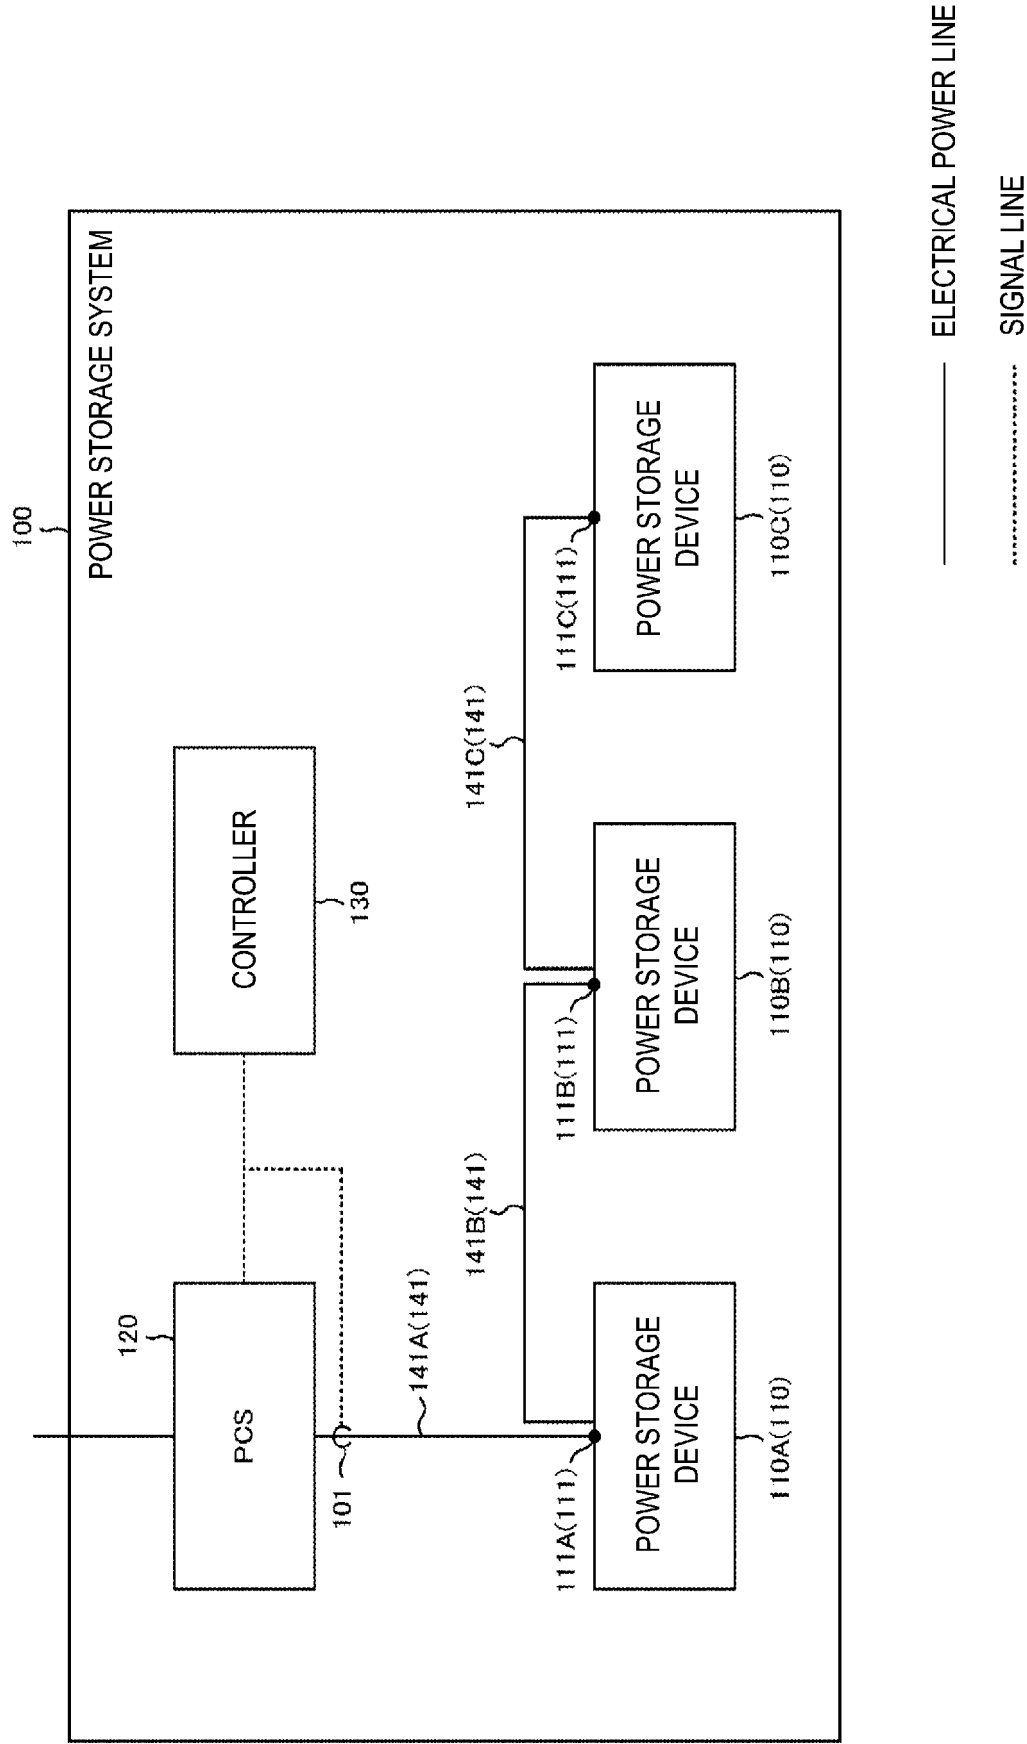 100
POWER STORAGE SYSTEM
120
PCS
CONTROLLER
130
101
141A(141)
141B(141)
141C(141)
111A(111)
111B(111)
111C(111)
POWER STORAGE
DEVICE
POWER STORAGE
DEVICE
POWER STORAGE
DEVICE
110A(110)
110B(110)
110C(110)
ELECTRICAL POWER LINE
SIGNAL LINE